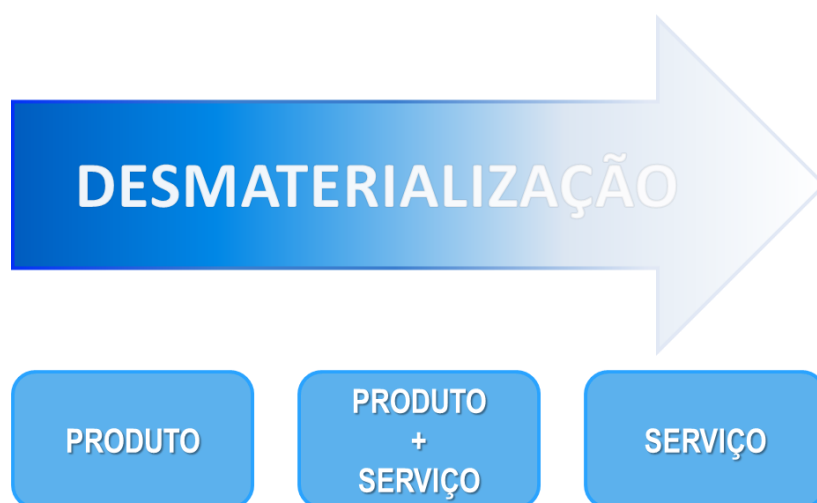 DESMATERIALIZAÇÃO
PRODUTO
PRODUTO
+
SERVIÇO
SERVIÇO